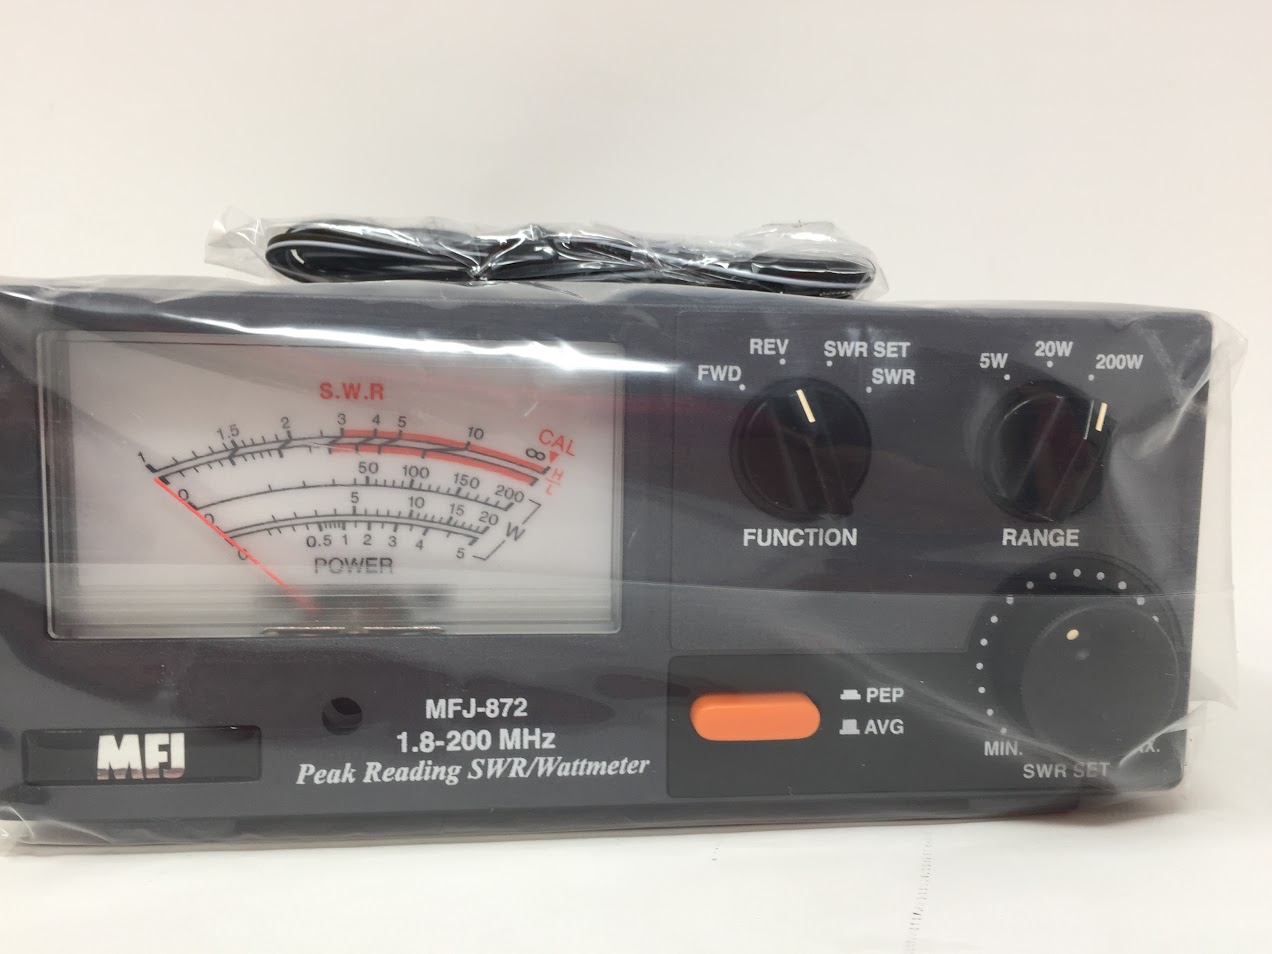 S.W.R
1 1.5 2 3 4 5 10 ∞ CAL
H
L
0 50 100 150 200
0 5 10 15 20 W
0 0.5 1 2 3 4 5
POWER
FWD REV SWR SET SWR
FUNCTION
5W 20W 200W
RANGE
MFJ
MFJ-872
1.8-200 MHz
Peak Reading SWR/Wattmeter
PEP
AVG
MIN.
SWR SET